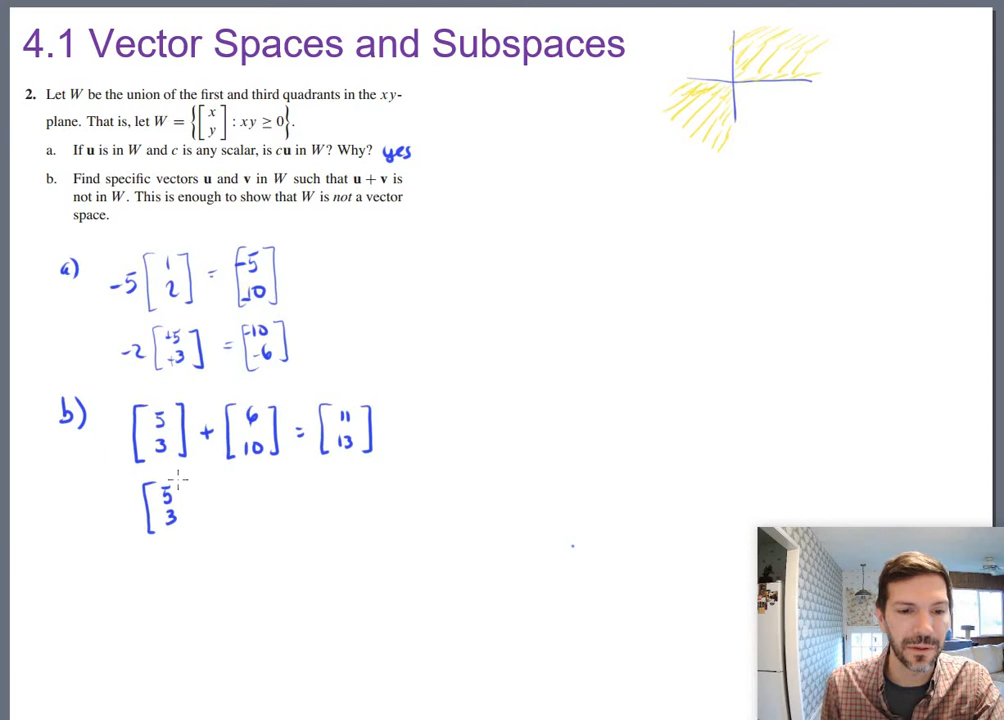 4.1 Vector Spaces and Subspaces
2. Let W be the union of the first and third quadrants in the xy-
plane. That is, let W = {[x y] : xy ≥ 0}.
a. If u is in W and c is any scalar, is cu in W? Why? yes
b. Find specific vectors u and v in W such that u + v is
not in W. This is enough to show that W is not a vector
space.
a) -5 [1 2] = [-5 -10]
-2 [+5 +3] = [-10 -6]
b) [5 3] + [6 10] = [11 13]
[5 3